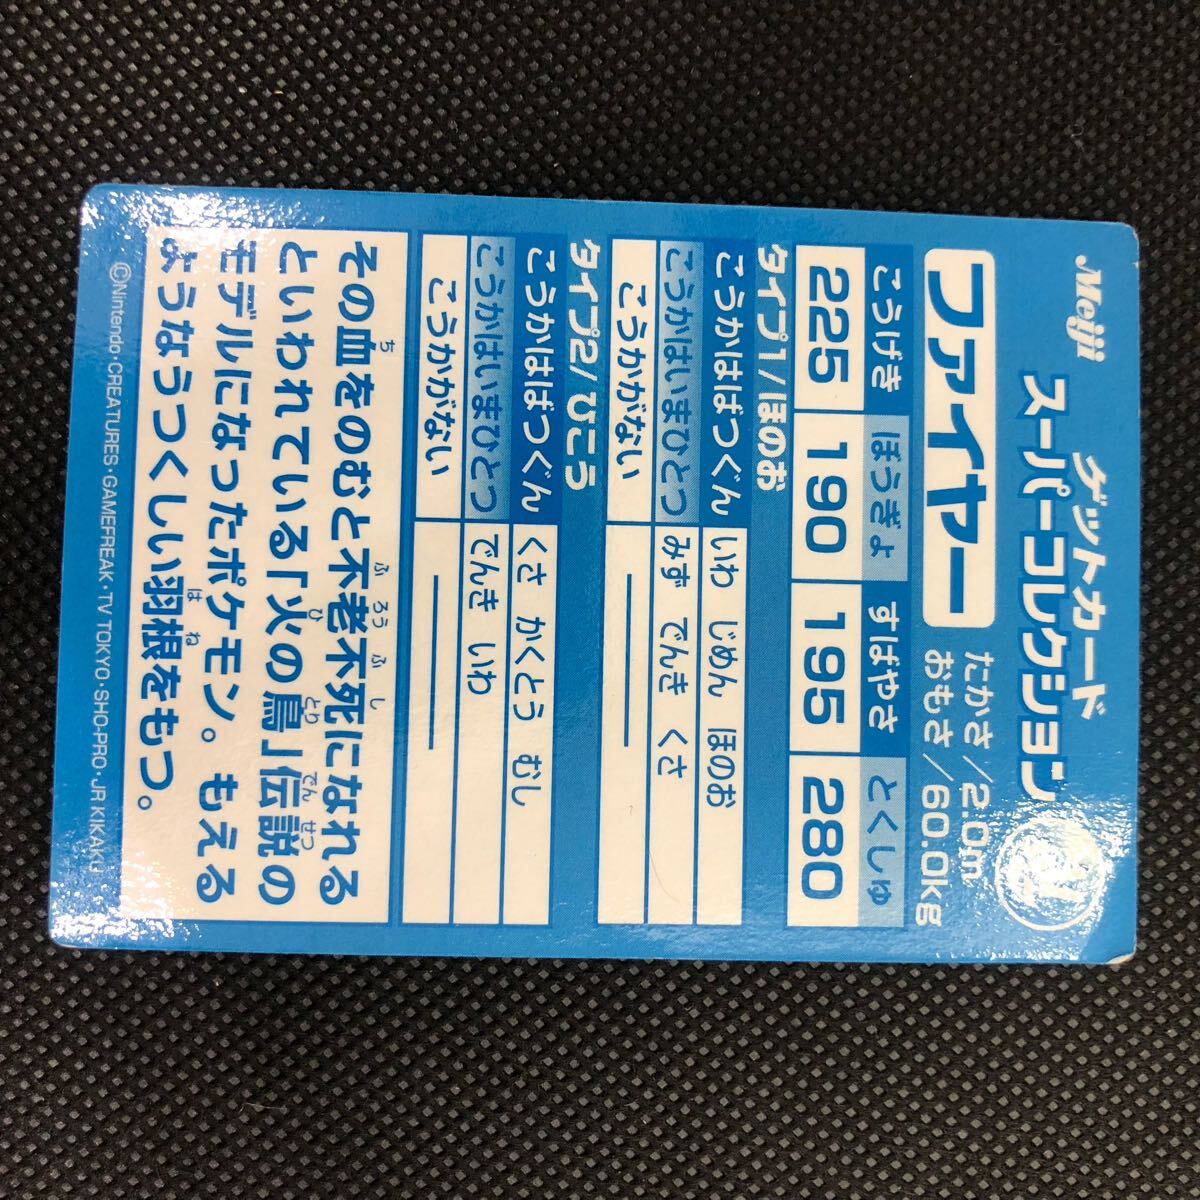 Meiji
ゲットカード
スーパーコレクション
ファイヤー
たかさ/2.0m
おもさ/60.0kg
こうげき ぼうぎょ すばやさ とくしゅ
225 190 195 280
タイプ1/ほのお
こうかはばつぐん いわ じめん ほのお
こうかはいまひとつ みず でんき くさ
こうかがない ―
タイプ2/ひこう
こうかはばつぐん くさ かくとう むし
こうかはいまひとつ でんき いわ
こうかがない ―
その血をのむと不老不死になれる
といわれている「火の鳥」伝説の
モデルになったポケモン。もえる
ようなうつくしい羽根をもつ。
©Nintendo・CREATURES・GAMEFREAK・TV TOKYO・SHO-PRO・JR KIKAKU